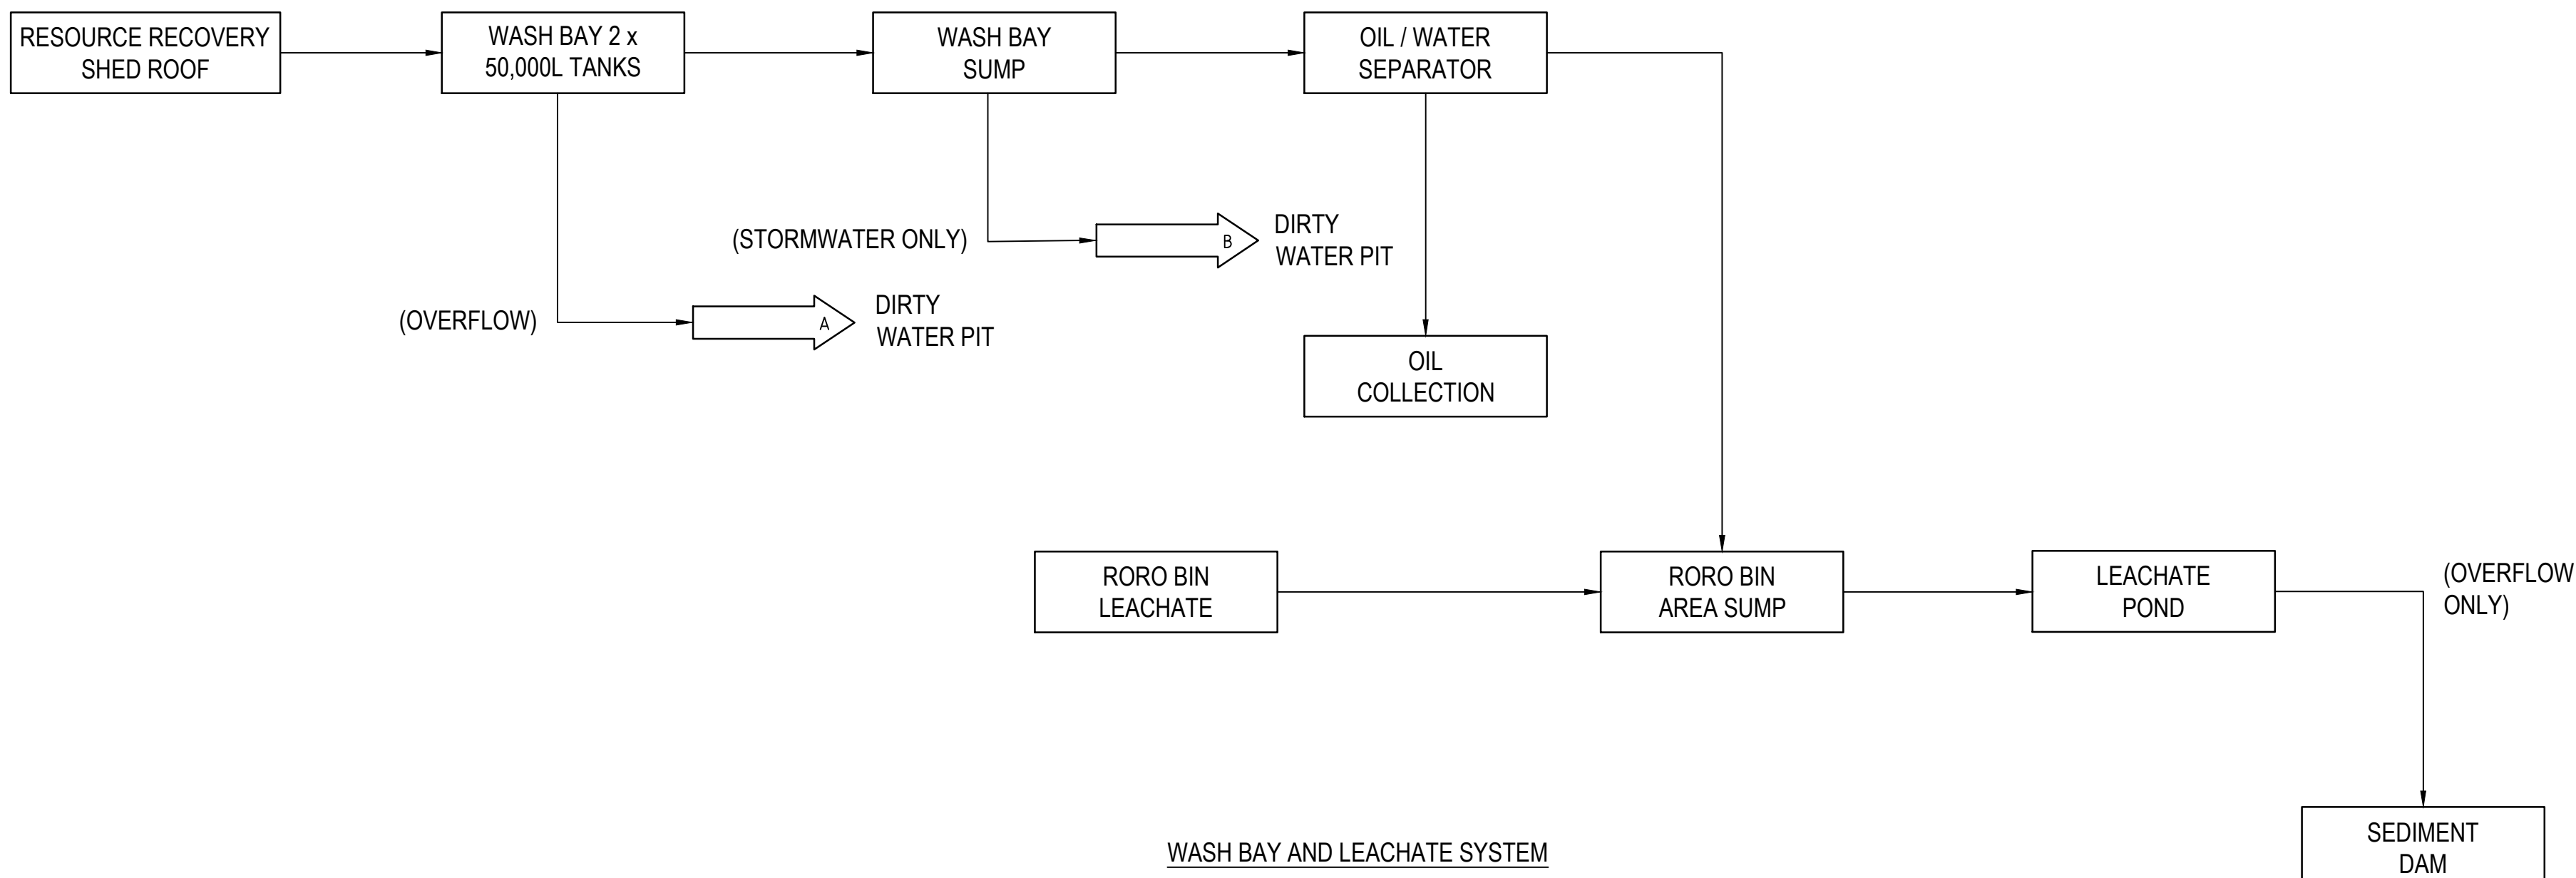 RESOURCE RECOVERY
SHED ROOF
WASH BAY 2 x
50,000L TANKS
WASH BAY
SUMP
OIL / WATER
SEPARATOR
(STORMWATER ONLY)
B
DIRTY
WATER PIT
(OVERFLOW)
A
DIRTY
WATER PIT
OIL
COLLECTION
RORO BIN
LEACHATE
RORO BIN
AREA SUMP
LEACHATE
POND
(OVERFLOW
ONLY)
SEDIMENT
DAM
WASH BAY AND LEACHATE SYSTEM